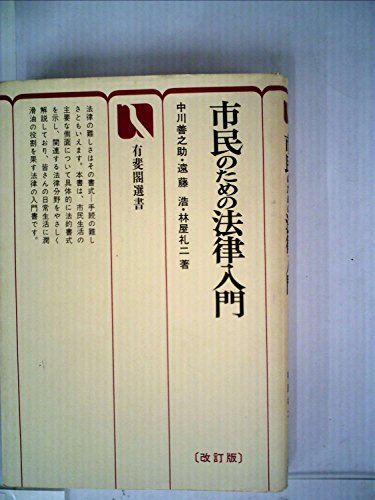 市民のための法律入門
中川善之助・遠藤 浩・林屋礼二著
有斐閣選書
法律の難しさはその書式―手続の難し
さともいえます。本書は、市民生活の
主要な側面について具体的に法的書式
を示し、関連する法律分野をやさしく
解説しており、皆さんの日常生活に潤
滑油の役割を果す法律の入門書です。
〔改訂版〕